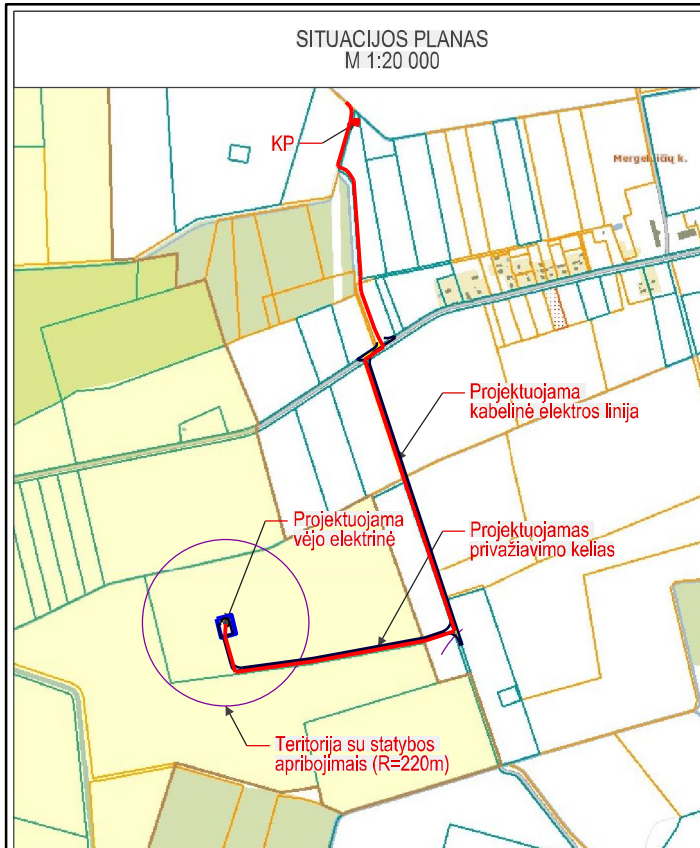 SITUACIJOS PLANAS
M 1:20 000
KP
Mergelaičių k.
Projektuojama
kabelinė elektros linija
Projektuojama
vėjo elektrinė
Projektuojamas
privažiavimo kelias
Teritorija su statybos
apribojimais (R=220m)